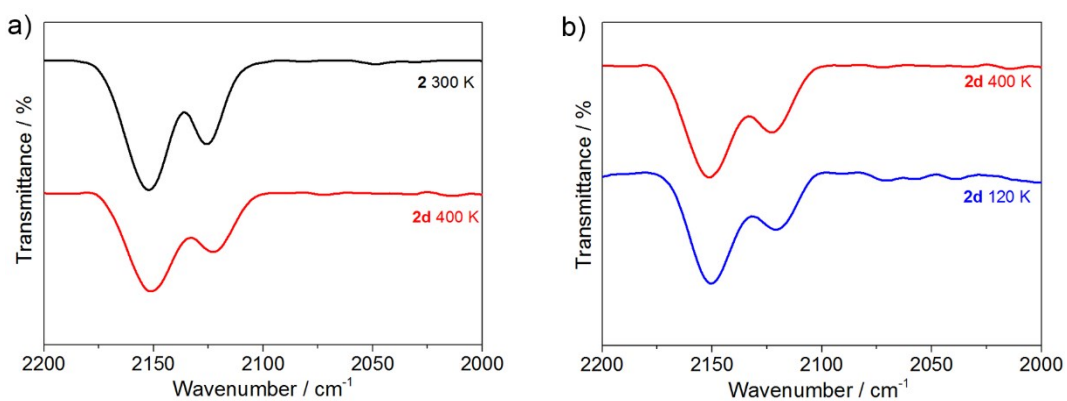 a)
2 300 K
2d 400 K
Transmittance / %
2200 2150 2100 2050 2000
Wavenumber / cm⁻¹
b)
2d 400 K
2d 120 K
Transmittance / %
2200 2150 2100 2050 2000
Wavenumber / cm⁻¹